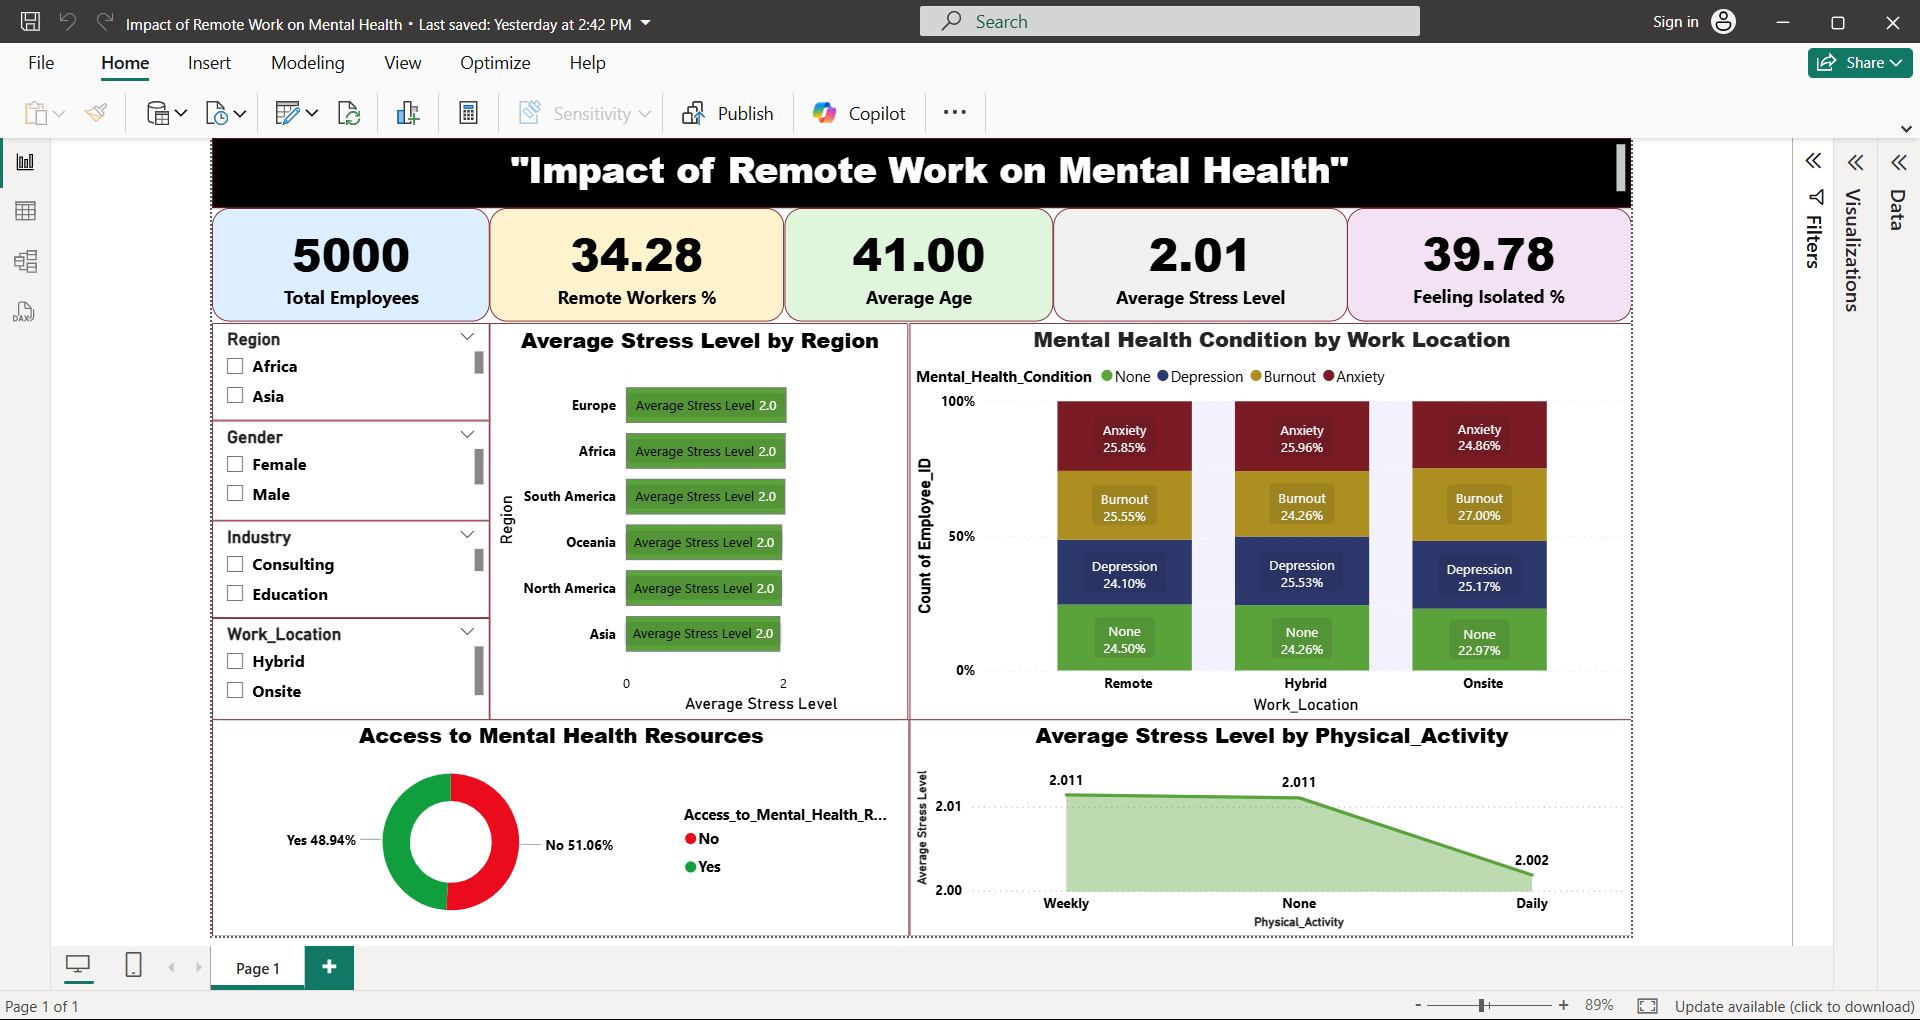 Impact of Remote Work on Mental Health • Last saved: Yesterday at 2:42 PM
Search
Sign in
File
Home
Insert
Modeling
View
Optimize
Help
Share
Sensitivity
Publish
Copilot
DAX
"Impact of Remote Work on Mental Health"
5000
Total Employees
34.28
Remote Workers %
41.00
Average Age
2.01
Average Stress Level
39.78
Feeling Isolated %
Region
Africa
Asia
Gender
Female
Male
Industry
Consulting
Education
Work_Location
Hybrid
Onsite
Average Stress Level by Region
Region
Europe
Average Stress Level 2.0
Africa
Average Stress Level 2.0
South America
Average Stress Level 2.0
Oceania
Average Stress Level 2.0
North America
Average Stress Level 2.0
Asia
Average Stress Level 2.0
0
2
Average Stress Level
Mental Health Condition by Work Location
Mental_Health_Condition None Depression Burnout Anxiety
Count of Employee_ID
100%
50%
0%
Anxiety
25.85%
Burnout
25.55%
Depression
24.10%
None
24.50%
Anxiety
25.96%
Burnout
24.26%
Depression
25.53%
None
24.26%
Anxiety
24.86%
Burnout
27.00%
Depression
25.17%
None
22.97%
Remote
Hybrid
Onsite
Work_Location
Access to Mental Health Resources
Yes 48.94%
No 51.06%
Access_to_Mental_Health_R...
No
Yes
Average Stress Level by Physical_Activity
Average Stress Level
2.01
2.00
2.011
2.011
2.002
Weekly
None
Daily
Physical_Activity
Filters
Visualizations
Data
Page 1
Page 1 of 1
- + 89%
Update available (click to download)